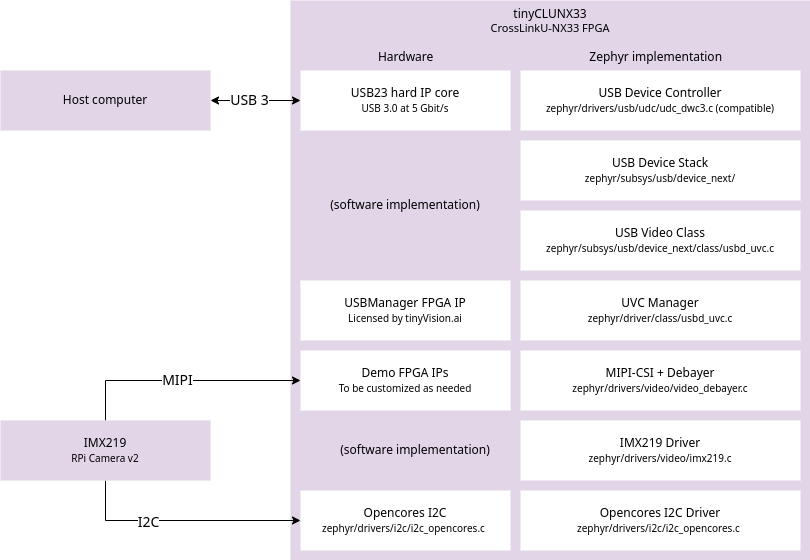 tinyCLUNX33
CrossLinkU-NX33 FPGA
Hardware
Zephyr implementation
Host computer
USB 3
USB23 hard IP core
USB 3.0 at 5 Gbit/s
USB Device Controller
zephyr/drivers/usb/udc/udc_dwc3.c (compatible)
(software implementation)
USB Device Stack
zephyr/subsys/usb/device_next/
USB Video Class
zephyr/subsys/usb/device_next/class/usbd_uvc.c
USBManager FPGA IP
Licensed by tinyVision.ai
UVC Manager
zephyr/driver/class/usbd_uvc.c
MIPI
Demo FPGA IPs
To be customized as needed
MIPI-CSI + Debayer
zephyr/drivers/video/video_debayer.c
IMX219
RPi Camera v2
(software implementation)
IMX219 Driver
zephyr/drivers/video/imx219.c
I2C
Opencores I2C
zephyr/drivers/i2c/i2c_opencores.c
Opencores I2C Driver
zephyr/drivers/i2c/i2c_opencores.c